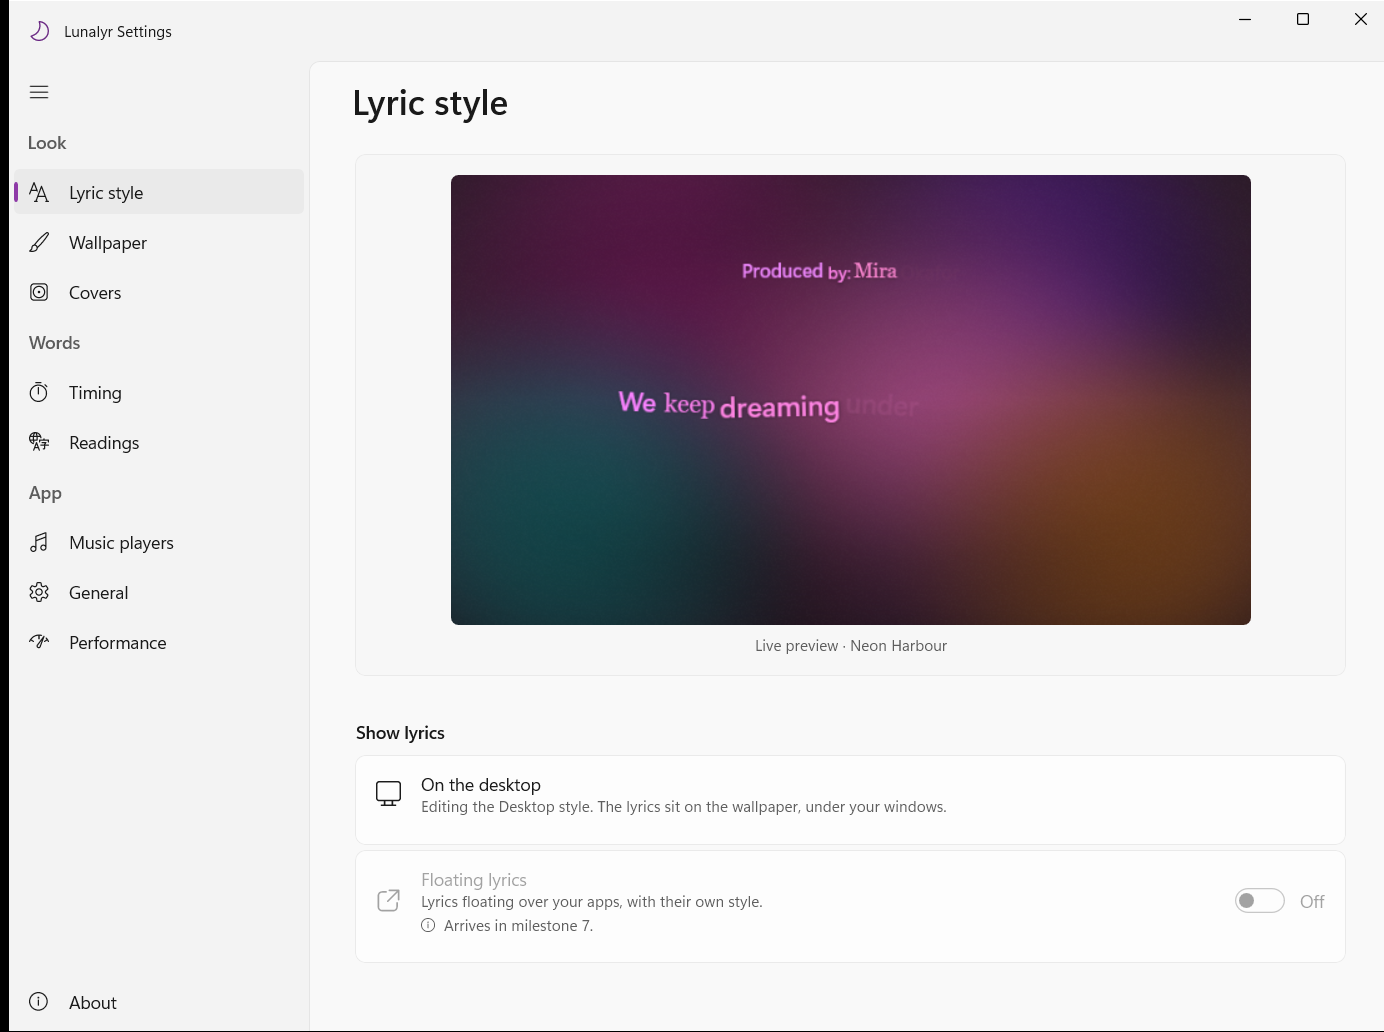 Lunalyr Settings
Look
Lyric style
Wallpaper
Covers
Words
Timing
Readings
App
Music players
General
Performance
About
Lyric style
Produced by: Mira
We keep dreaming under
Live preview · Neon Harbour
Show lyrics
On the desktop
Editing the Desktop style. The lyrics sit on the wallpaper, under your windows.
Floating lyrics
Lyrics floating over your apps, with their own style.
Arrives in milestone 7.
Off